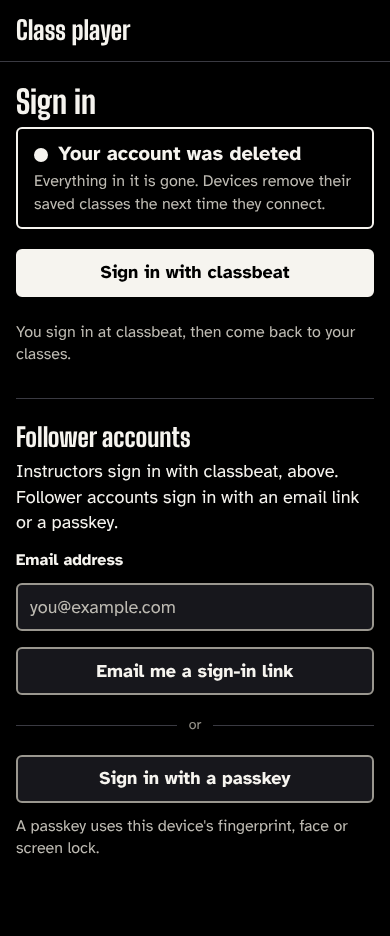 Class player
Sign in
Your account was deleted
Everything in it is gone. Devices remove their
saved classes the next time they connect.
Sign in with classbeat
You sign in at classbeat, then come back to your
classes.
Follower accounts
Instructors sign in with classbeat, above.
Follower accounts sign in with an email link
or a passkey.
Email address
you@example.com
Email me a sign-in link
or
Sign in with a passkey
A passkey uses this device's fingerprint, face or
screen lock.